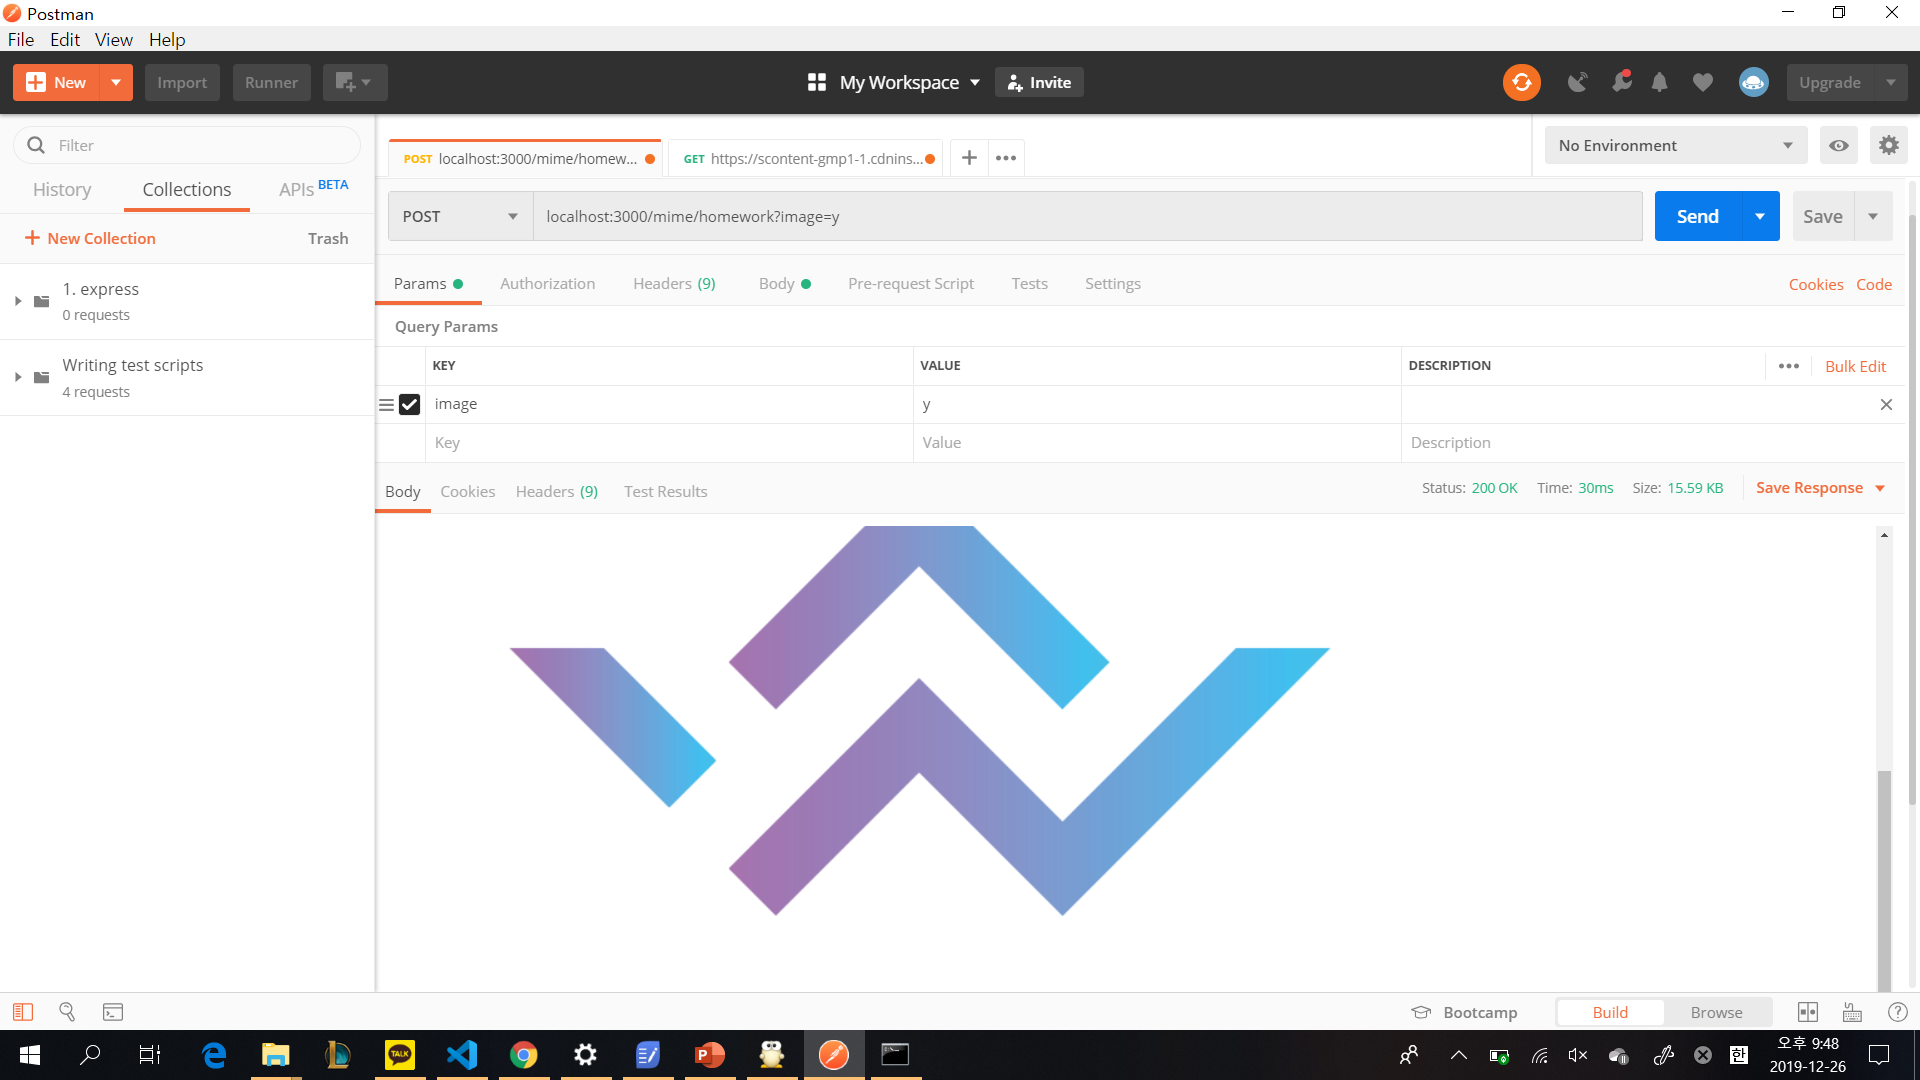 Postman
File Edit View Help
New Import Runner My Workspace Invite Upgrade
Filter
History Collections APIs BETA
New Collection Trash
1. express
0 requests
Writing test scripts
4 requests
POST localhost:3000/mime/homew... GET https://scontent-gmp1-1.cdnins... No Environment
POST localhost:3000/mime/homework?image=y Send Save
Params Authorization Headers (9) Body Pre-request Script Tests Settings Cookies Code
Query Params
KEY VALUE DESCRIPTION Bulk Edit
image y
Key Value Description
Body Cookies Headers (9) Test Results Status: 200 OK Time: 30ms Size: 15.59 KB Save Response
Bootcamp Build Browse
TALK
한
오후 9:48
2019-12-26